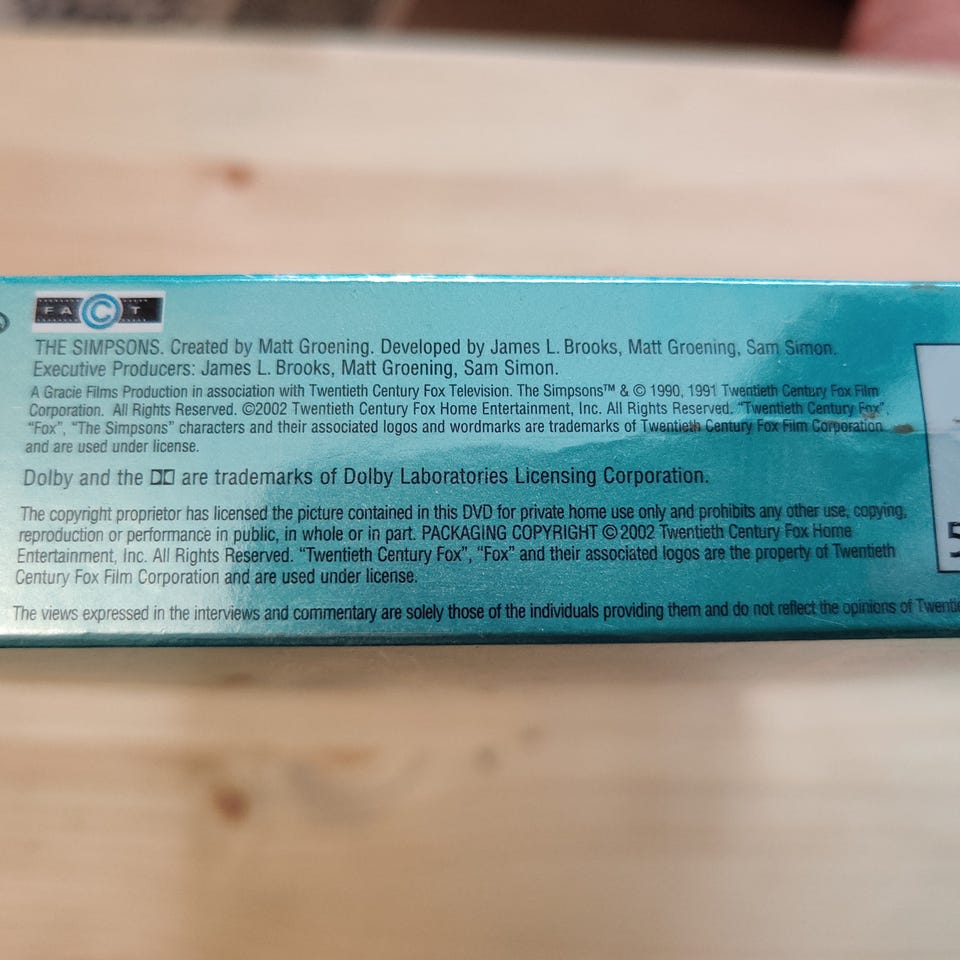 FACT
THE SIMPSONS. Created by Matt Groening. Developed by James L. Brooks, Matt Groening, Sam Simon.
Executive Producers: James L. Brooks, Matt Groening, Sam Simon.
A Gracie Films Production in association with Twentieth Century Fox Television. The Simpsons™ & © 1990, 1991 Twentieth Century Fox Film
Corporation. All Rights Reserved. ©2002 Twentieth Century Fox Home Entertainment, Inc. All Rights Reserved. “Twentieth Century Fox”,
“Fox”, “The Simpsons” characters and their associated logos and wordmarks are trademarks of Twentieth Century Fox Film Corporation
and are used under license.
Dolby and the DD are trademarks of Dolby Laboratories Licensing Corporation.
The copyright proprietor has licensed the picture contained in this DVD for private home use only and prohibits any other use, copying,
reproduction or performance in public, in whole or in part. PACKAGING COPYRIGHT ©2002 Twentieth Century Fox Home
Entertainment, Inc. All Rights Reserved. “Twentieth Century Fox”, “Fox” and their associated logos are the property of Twentieth
Century Fox Film Corporation and are used under license.
The views expressed in the interviews and commentary are solely those of the individuals providing them and do not reflect the opinions of
5